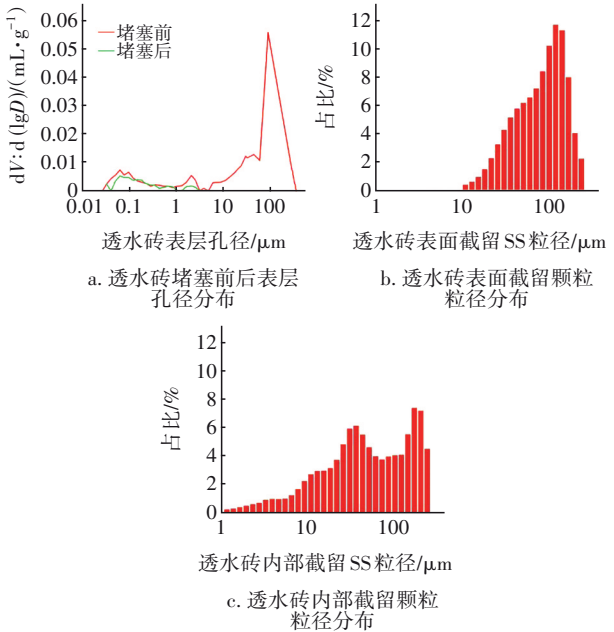 dV:d(lgD)/(mL·g⁻¹)
0.06
0.05
0.04
0.03
0.02
0.01
0
堵塞前
堵塞后
0.01 0.1 1 10 100
透水砖表层孔径/μm
a. 透水砖堵塞前后表层
孔径分布
占比/%
12
10
8
6
4
2
0
1 10 100
透水砖表面截留SS粒径/μm
b. 透水砖表面截留颗粒
粒径分布
占比/%
12
10
8
6
4
2
0
1 10 100
透水砖内部截留SS粒径/μm
c. 透水砖内部截留颗粒
粒径分布